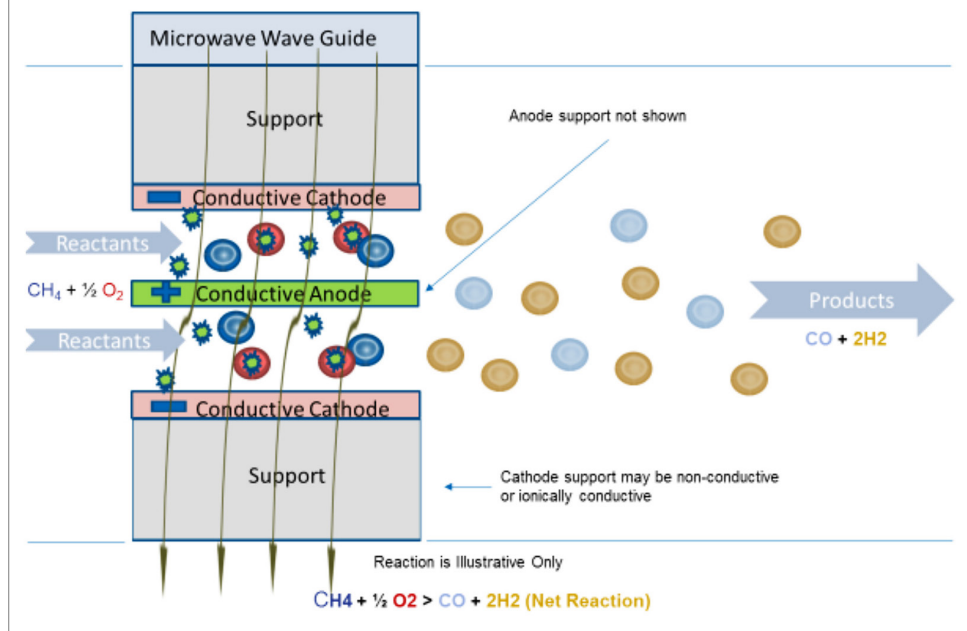 Microwave Wave Guide
Support
Anode support not shown
Conductive Cathode
Reactants
CH₄ + ½ O₂
Conductive Anode
Products
Reactants
CO + 2H2
Conductive Cathode
Support
Cathode support may be non-conductive
or ionically conductive
Reaction is Illustrative Only
CH4 + ½ O2 > CO + 2H2 (Net Reaction)